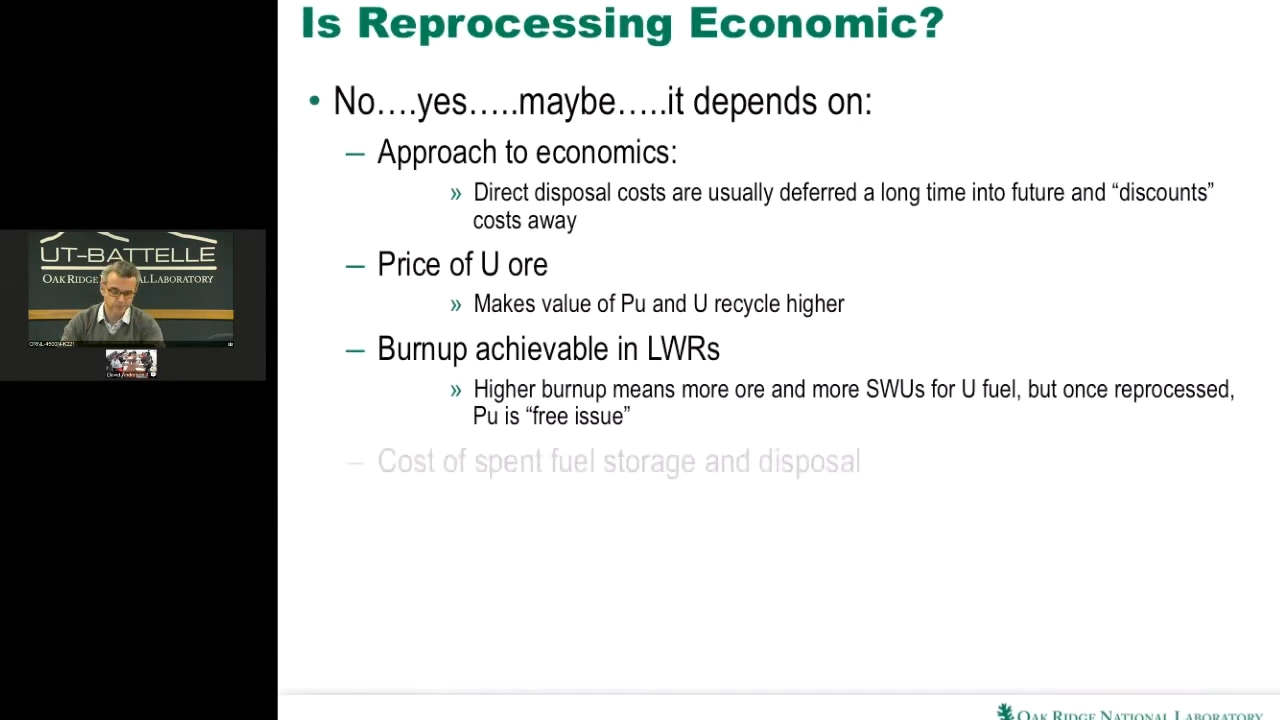 Is Reprocessing Economic?
• No….yes…..maybe…..it depends on:
– Approach to economics:
» Direct disposal costs are usually deferred a long time into future and “discounts”
costs away
– Price of U ore
» Makes value of Pu and U recycle higher
– Burnup achievable in LWRs
» Higher burnup means more ore and more SWUs for U fuel, but once reprocessed,
Pu is “free issue”
– Cost of spent fuel storage and disposal
UT-BATTELLE
OAK RIDGE NATIONAL LABORATORY
David Anderson
OAK RIDGE NATIONAL LABORATORY